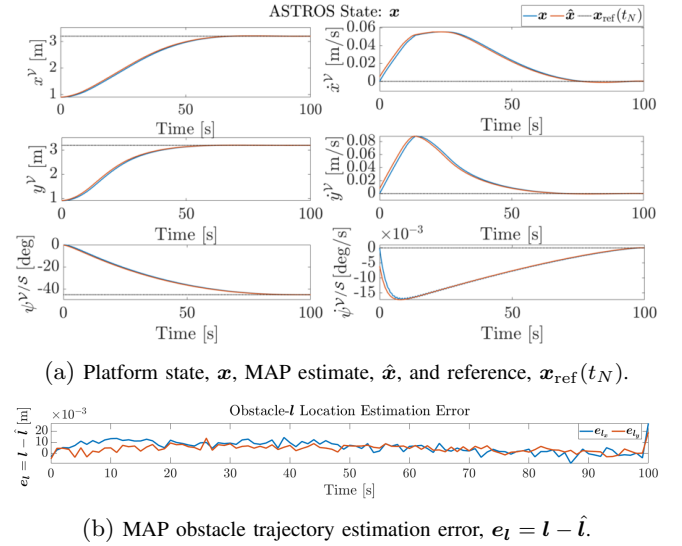 ASTROS State: x
x x̂ x_ref(t_N)
x^V [m]
3
2
1
0 50 100
Time [s]
ẋ^V [m/s]
0.06
0.04
0.02
0
0 50 100
Time [s]
y^V [m]
3
2
1
0 50 100
Time [s]
ẏ^V [m/s]
0.08
0.06
0.04
0.02
0
0 50 100
Time [s]
ψ^V/S [deg]
0
-20
-40
0 50 100
Time [s]
ψ̇^V/S [deg/s]
×10^-3
0
-5
-10
-15
0 50 100
Time [s]
(a) Platform state, x, MAP estimate, x̂, and reference, x_ref(t_N).
×10^-3
Obstacle-l Location Estimation Error
e_l = l − l̂ [m]
20
10
0
e_l_x e_l_y
0 10 20 30 40 50 60 70 80 90 100
Time [s]
(b) MAP obstacle trajectory estimation error, e_l = l − l̂.